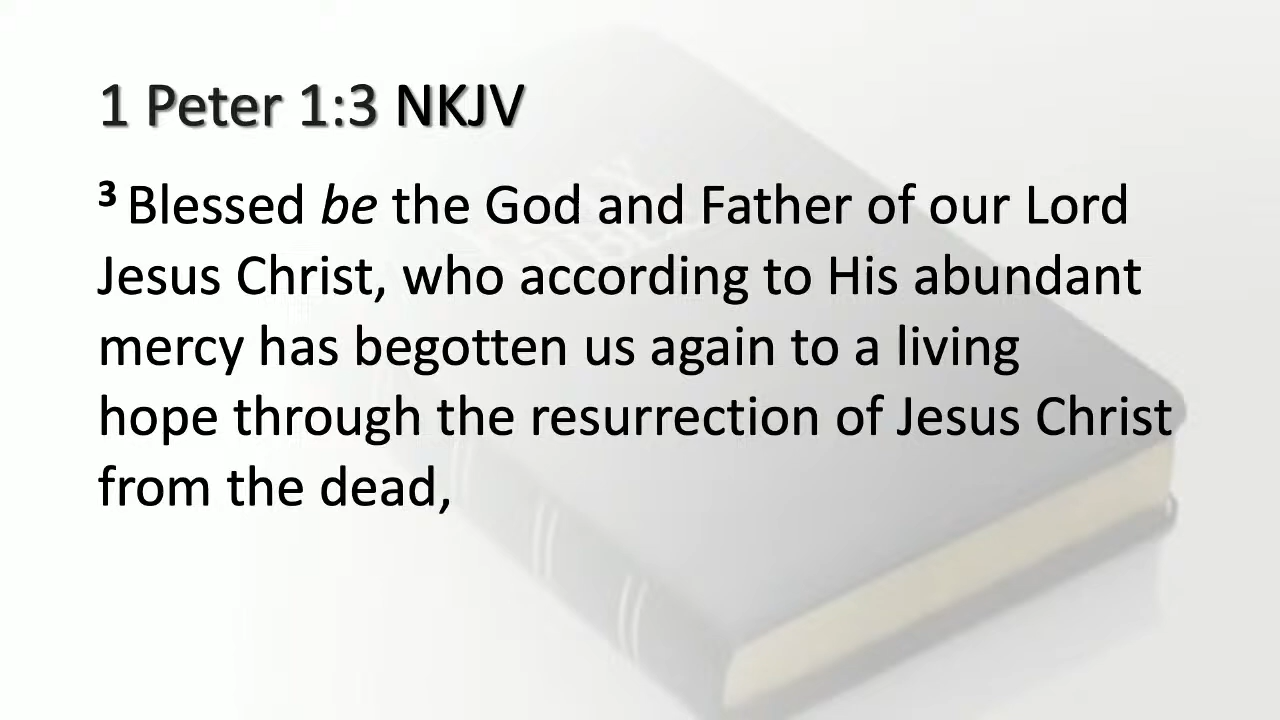 1 Peter 1:3 NKJV
3 Blessed be the God and Father of our Lord
Jesus Christ, who according to His abundant
mercy has begotten us again to a living
hope through the resurrection of Jesus Christ
from the dead,
HOLY
BIBLE